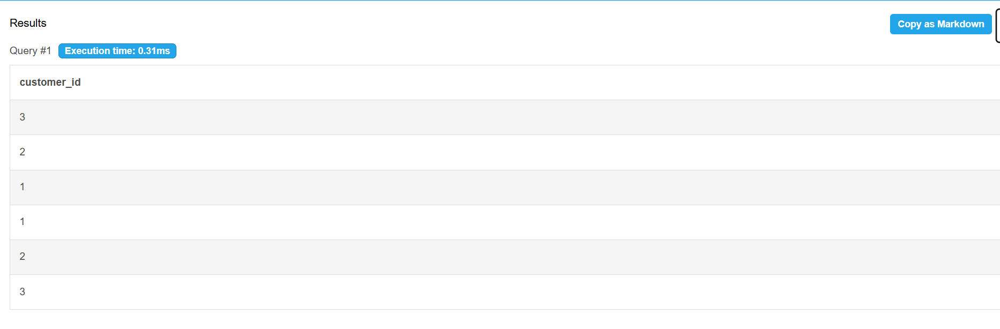 Results
Copy as Markdown
Query #1 Execution time: 0.31ms
customer_id
3
2
1
1
2
3